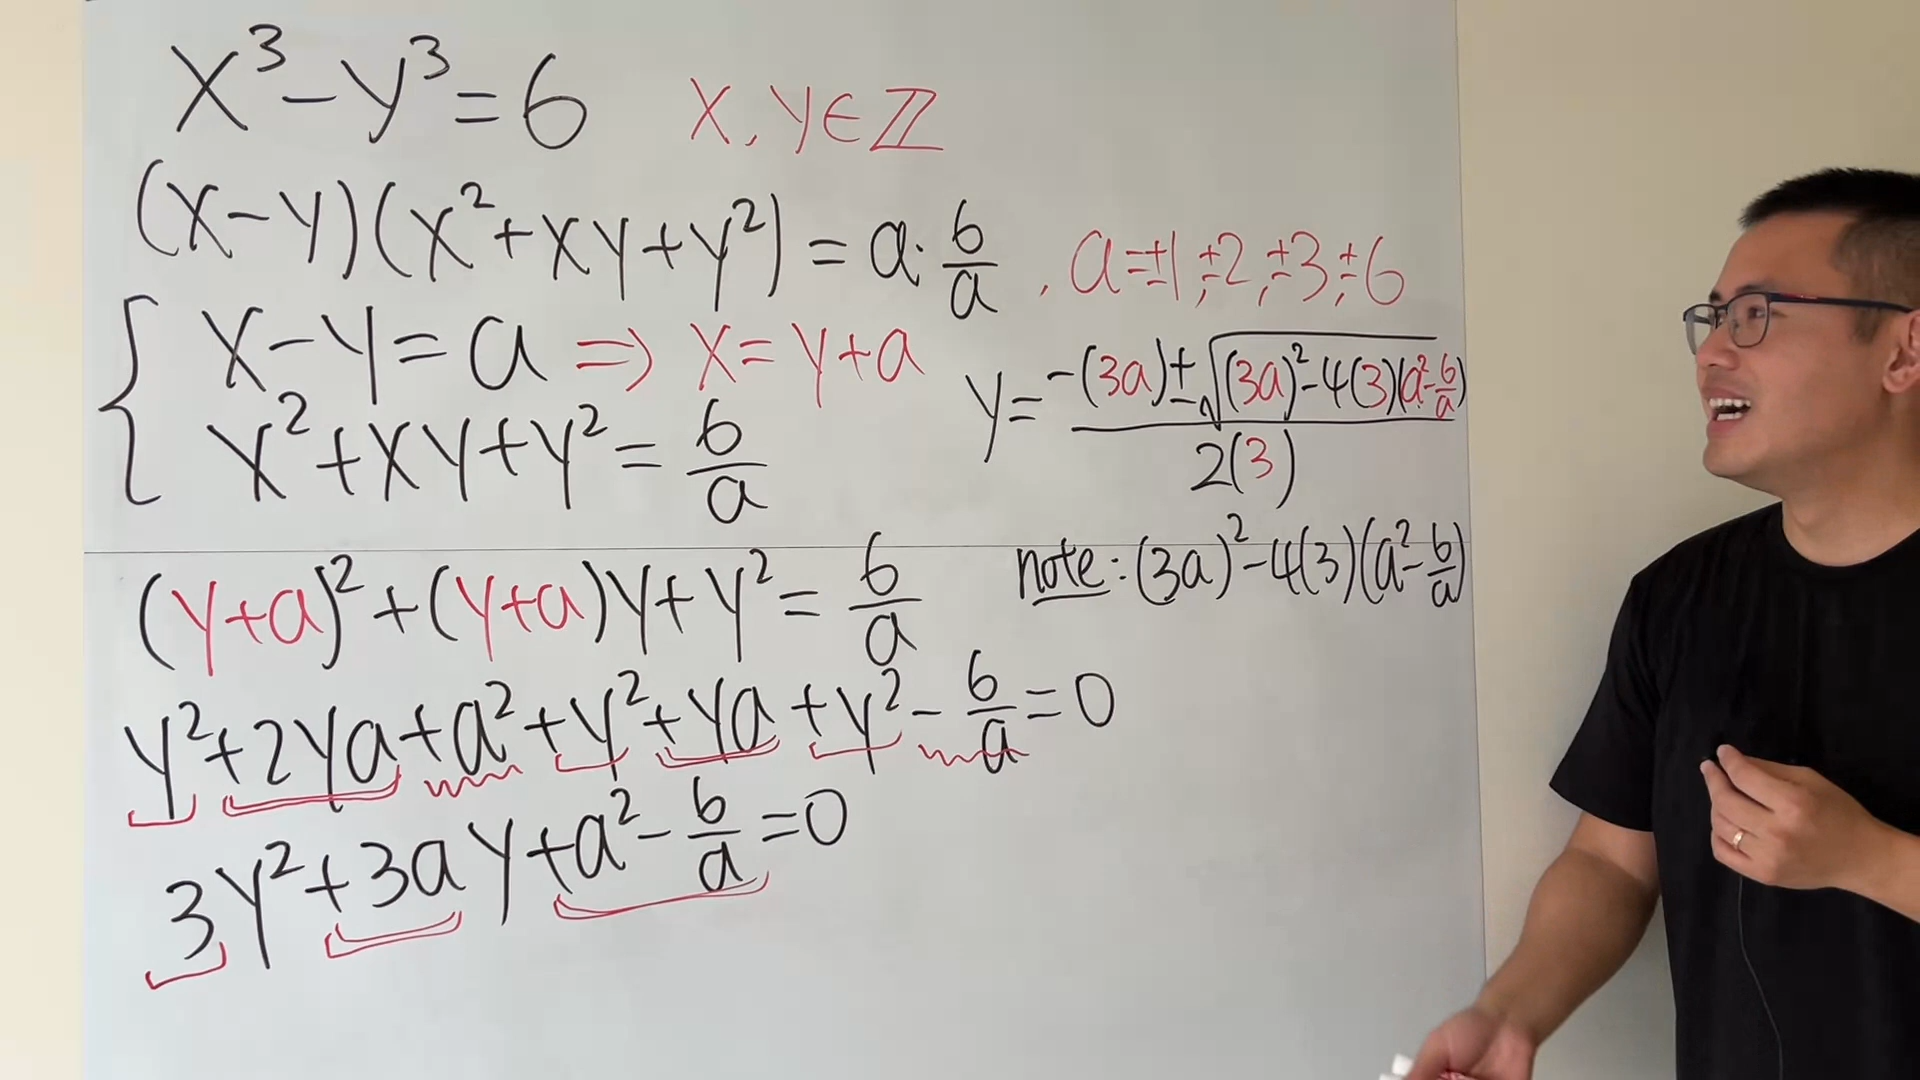 x³ - y³ = 6   x, y ∈ ℤ
(x - y)(x² + xy + y²) = a · 6/a , a = ±1, ±2, ±3, ±6
{ x - y = a ⇒ x = y + a
x² + xy + y² = 6/a
(y + a)² + (y + a)y + y² = 6/a
y² + 2ya + a² + y² + ya + y² - 6/a = 0
3y² + 3ay + a² - 6/a = 0
y = (-(3a) ± √((3a)² - 4(3)(a² - 6/a))) / 2(3)
note: (3a)² - 4(3)(a² - 6/a)